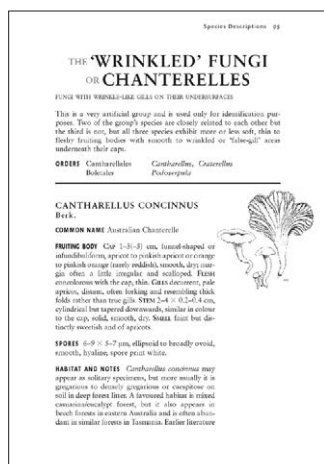 Species Descriptions 95
THE ‘WRINKLED’ FUNGI
OR CHANTERELLES
FUNGI WITH WRINKLE-LIKE GILLS ON THEIR UNDERSURFACES
This is a very artificial group and is used only for identification pur-
poses. Two of the group's species are closely related to each other but
the third is not, but all three species exhibit more or less soft, thin to
fleshy fruiting bodies with smooth to wrinkled or 'false-gill' areas
underneath their caps.
ORDERS Cantharellales Cantharellus, Craterellus
Boletales Podoserpula
CANTHARELLUS CONCINNUS
Berk.
COMMON NAME Australian Chanterelle
FRUITING BODY CAP 1–3(–5) cm, funnel-shaped or
infundibuliform, apricot to pinkish apricot or orange
to pinkish orange (rarely reddish), smooth, dry; mar-
gin often a little irregular and scalloped. FLESH
concolorous with the cap, thin. GILLS decurrent, pale
apricot, distant, often forking and resembling thick
folds rather than true gills. STEM 2–4 × 0.2–0.4 cm,
cylindrical but tapered downwards, similar in colour
to the cap, solid, smooth, dry. SMELL faint but dis-
tinctly sweetish and of apricots.
SPORES 6–9 × 5–7 μm, ellipsoid to broadly ovoid,
smooth, hyaline; spore print white.
HABITAT AND NOTES Cantharellus concinnus may
appear as solitary specimens, but more usually it is
gregarious to densely gregarious or caespitose on
soil in deep forest litter. A favoured habitat is mixed
casuarina/eucalypt forest, but it also appears in
beech forests in eastern Australia and is often abun-
dant in similar forests in Tasmania. Earlier literature